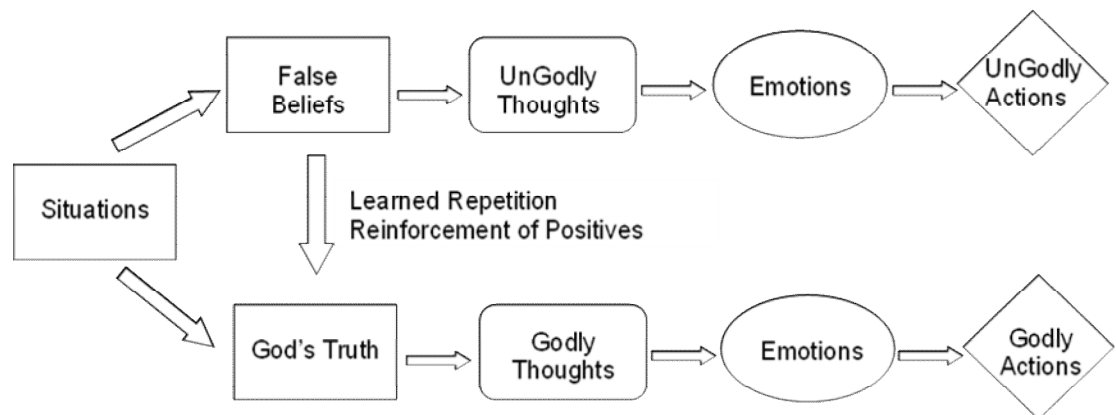 False
Beliefs
UnGodly
Thoughts
Emotions
UnGodly
Actions
Situations
Learned Repetition
Reinforcement of Positives
God's Truth
Godly
Thoughts
Emotions
Godly
Actions